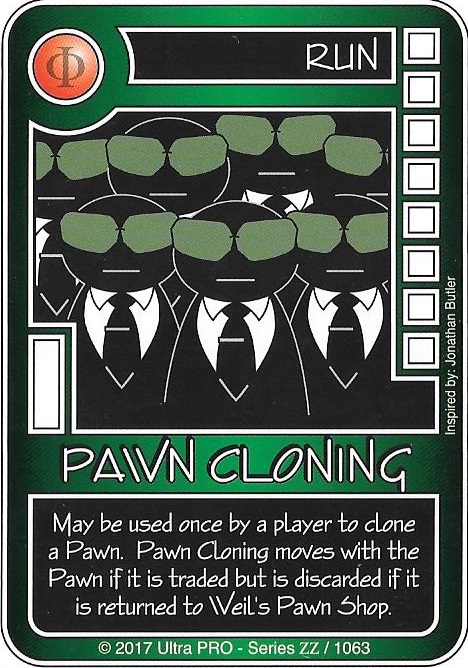 Φ
RUN
Inspired by: Jonathan Butler
PAWN CLONING
May be used once by a player to clone
a Pawn. Pawn Cloning moves with the
Pawn if it is traded but is discarded if it
is returned to Weil's Pawn Shop.
© 2017 Ultra PRO - Series ZZ / 1063